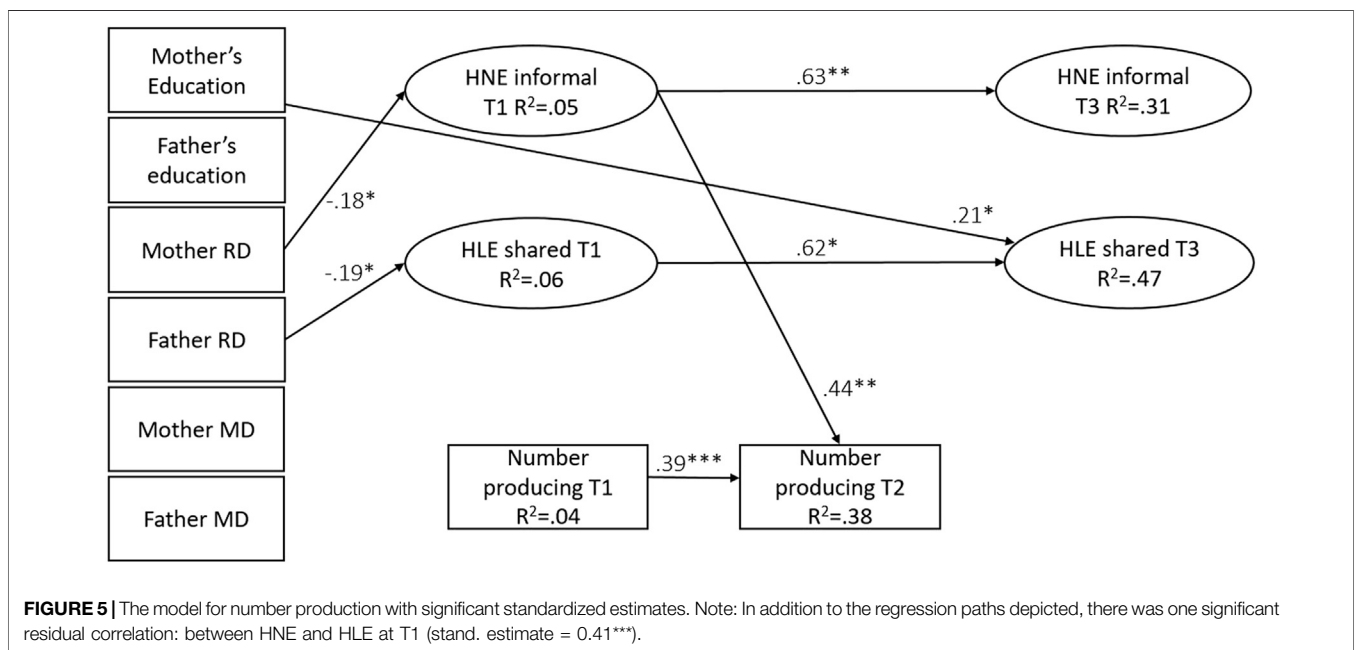 Mother's
Education
Father's
education
Mother RD
Father RD
Mother MD
Father MD
HNE informal
T1 R²=.05
.63**
HNE informal
T3 R²=.31
-.18*
.21*
HLE shared T1
R²=.06
-.19*
.62*
HLE shared T3
R²=.47
.44**
Number
producing T1
R²=.04
.39***
Number
producing T2
R²=.38
FIGURE 5 | The model for number production with significant standardized estimates. Note: In addition to the regression paths depicted, there was one significant
residual correlation: between HNE and HLE at T1 (stand. estimate = 0.41***).